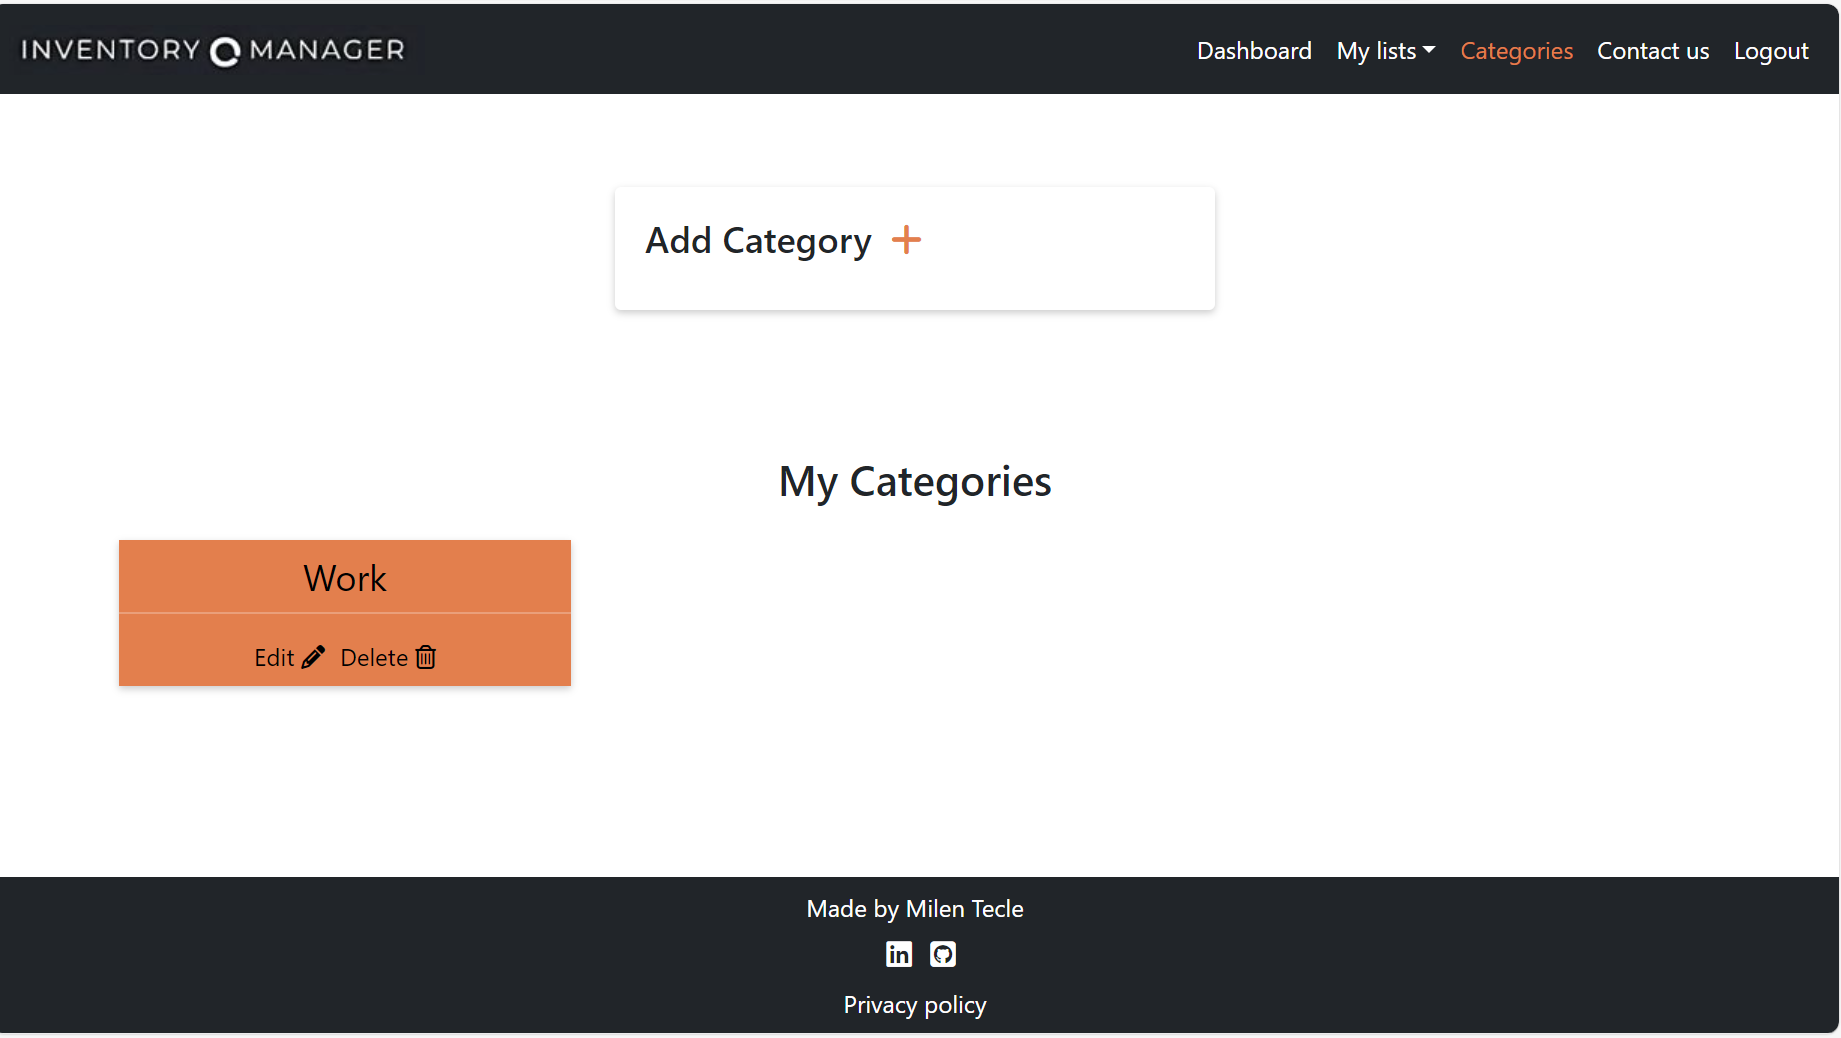 INVENTORY MANAGER
Dashboard My lists Categories Contact us Logout
Add Category
My Categories
Work
Edit Delete
Made by Milen Tecle
in
Privacy policy